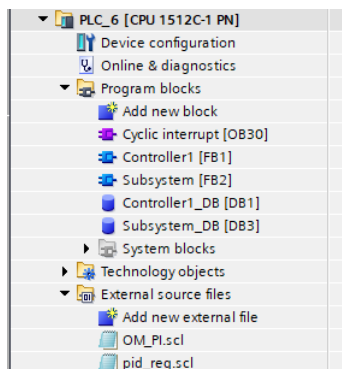 PLC_6 [CPU 1512C-1 PN]
Device configuration
Online & diagnostics
Program blocks
Add new block
Cyclic interrupt [OB30]
Controller1 [FB1]
Subsystem [FB2]
Controller1_DB [DB1]
Subsystem_DB [DB3]
System blocks
Technology objects
External source files
Add new external file
OM_PI.scl
pid_reg.scl